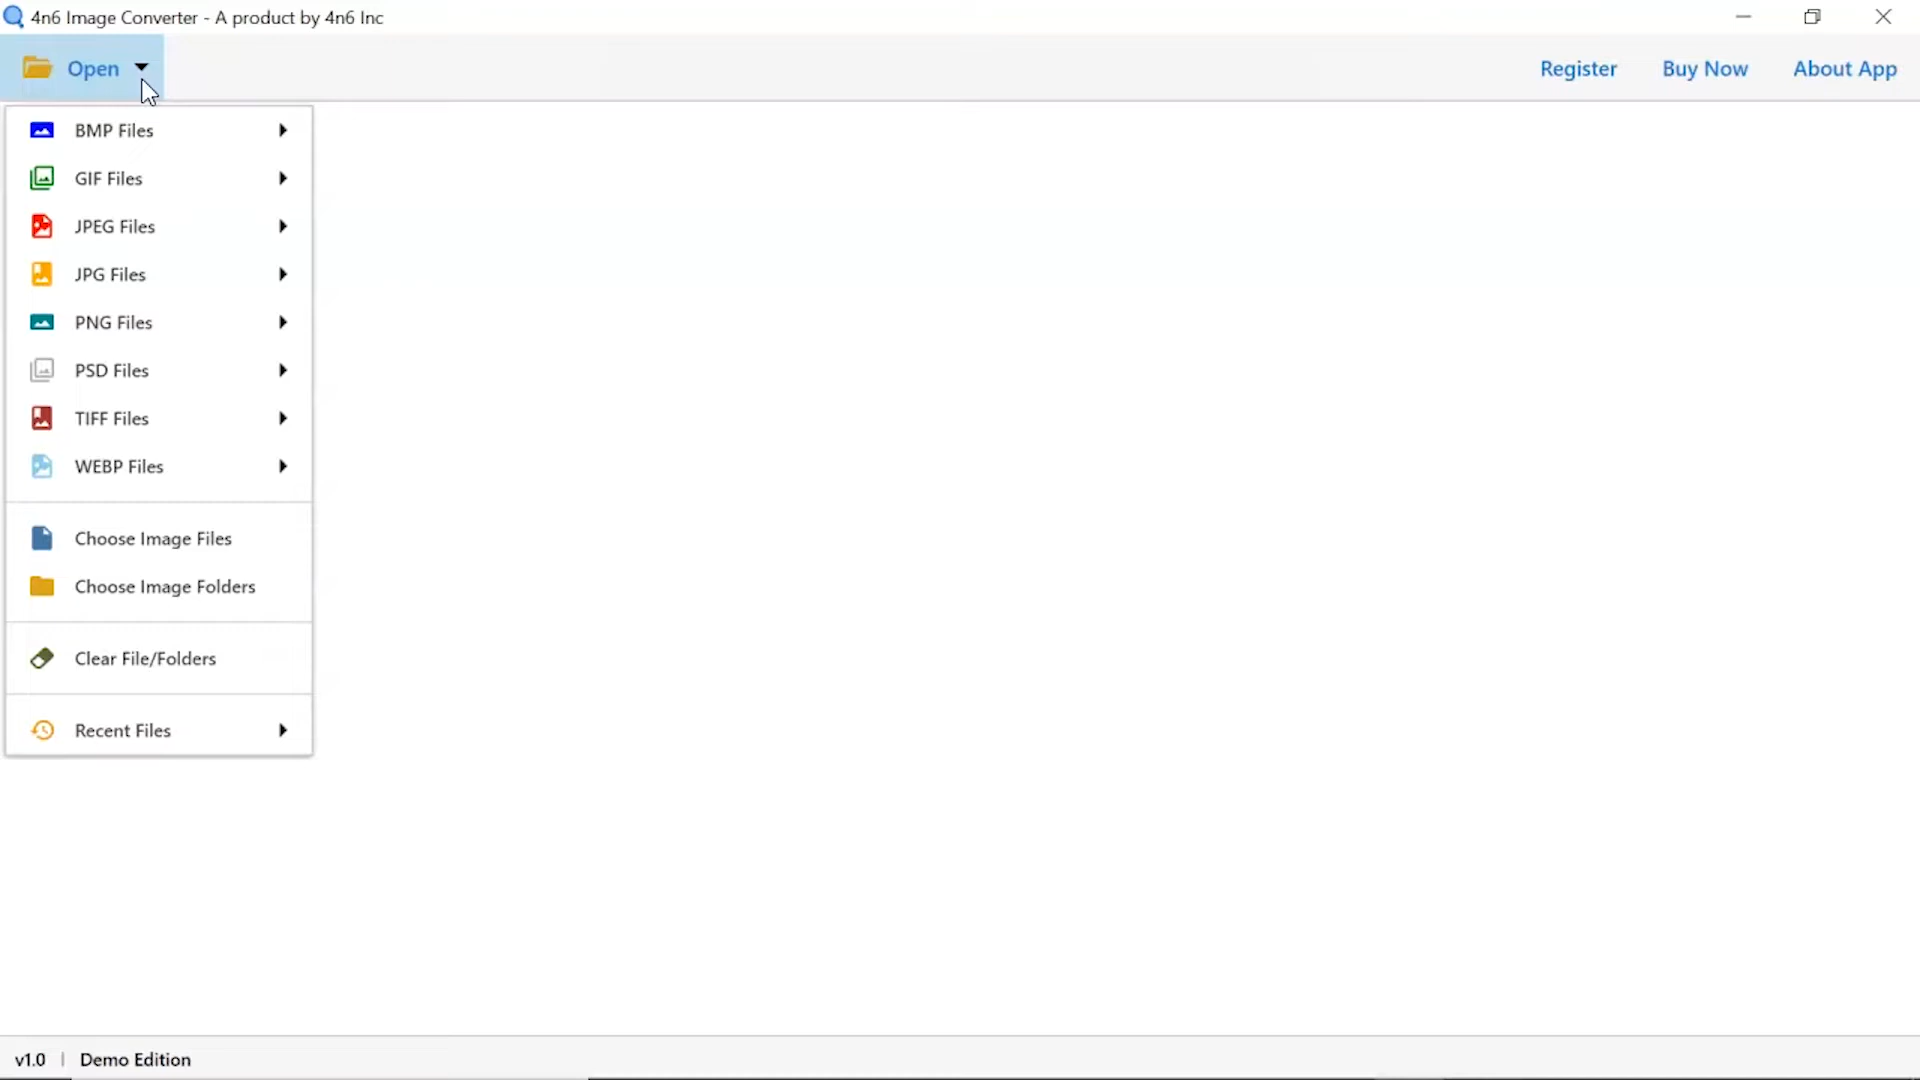 4n6 Image Converter - A product by 4n6 Inc
Open
Register
Buy Now
About App
BMP Files
GIF Files
JPEG Files
JPG Files
PNG Files
PSD Files
TIFF Files
WEBP Files
Choose Image Files
Choose Image Folders
Clear File/Folders
Recent Files
v1.0 | Demo Edition